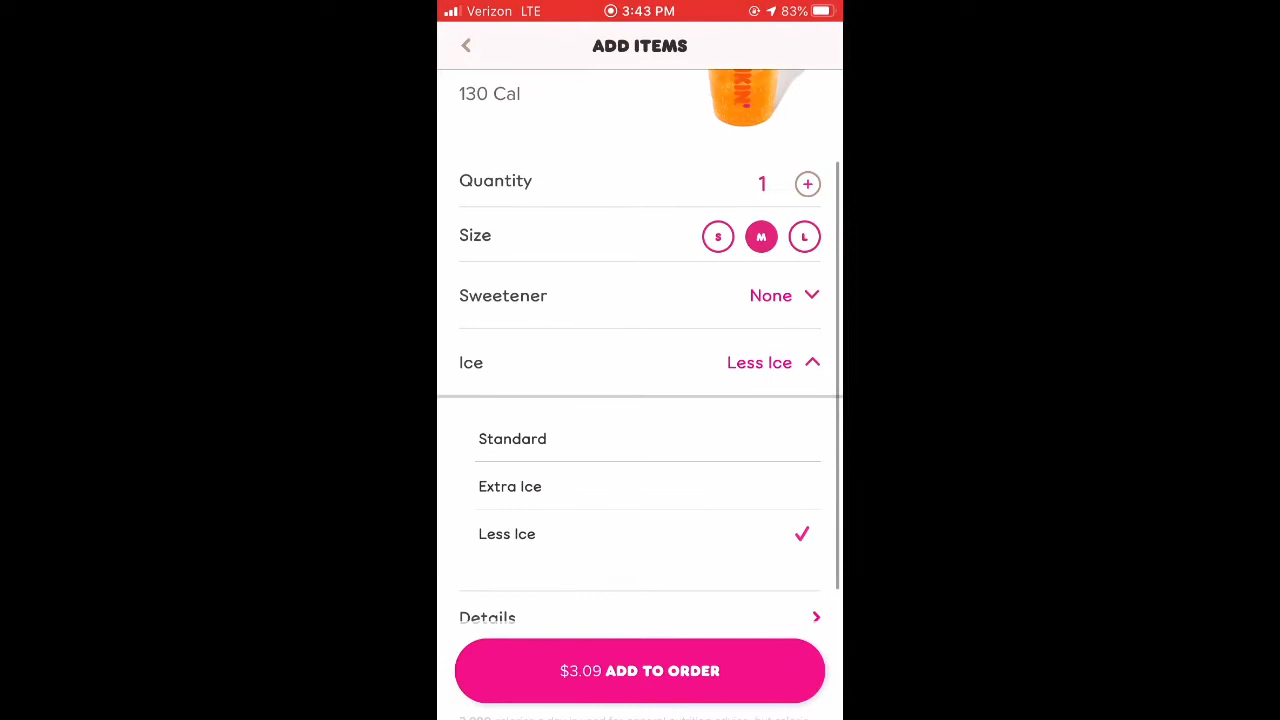 Verizon LTE 3:43 PM 83%
ADD ITEMS
130 Cal
Quantity 1
Size S M L
Sweetener None
Ice Less Ice
Standard
Extra Ice
Less Ice
Details
$3.09 ADD TO ORDER